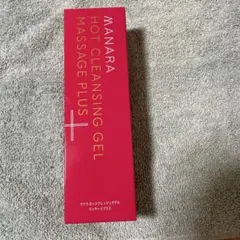 MANARA
HOT CLEANSING GEL
MASSAGE PLUS
+
マナラ ホットクレンジングゲル
マッサージプラス